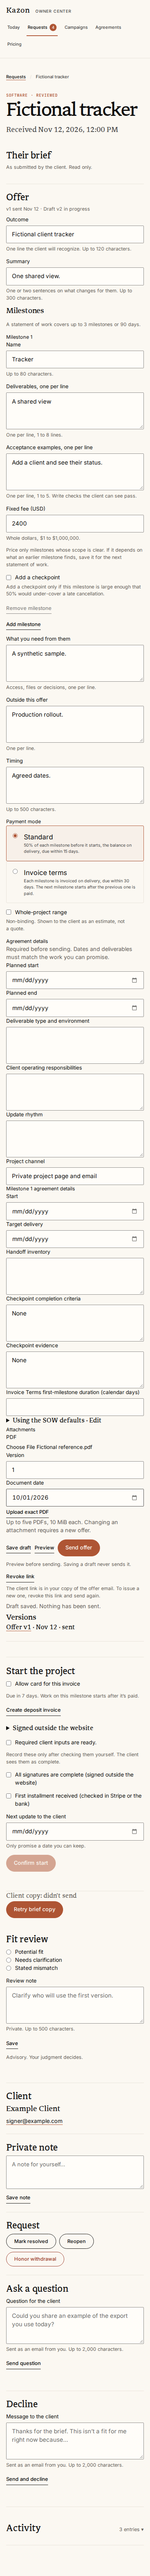 Kazon OWNER CENTER
Today Requests 3 Campaigns Agreements
Pricing
Requests Fictional tracker
SOFTWARE · REVIEWED
Fictional tracker
Received Nov 12, 2026, 12:00 PM
Their brief
As submitted by the client. Read only.
Offer
v1 sent Nov 12 · Draft v2 in progress
Outcome
Fictional client tracker
One line the client will recognize. Up to 120 characters.
Summary
One shared view.
One or two sentences on what changes for them. Up to
300 characters.
Milestones
A statement of work covers up to 3 milestones or 90 days.
Milestone 1
Name
Tracker
Up to 80 characters.
Deliverables, one per line
A shared view
One per line, 1 to 8 lines.
Acceptance examples, one per line
Add a client and see their status.
One per line, 1 to 5. Write checks the client can see pass.
Fixed fee (USD)
2400
Whole dollars, $1 to $1,000,000.
Price only milestones whose scope is clear. If it depends on
what an earlier milestone finds, save it for the next
statement of work.
Add a checkpoint
Add a checkpoint only if this milestone is large enough that
50% would under-cover a late cancellation.
Remove milestone
Add milestone
What you need from them
A synthetic sample.
Access, files or decisions, one per line.
Outside this offer
Production rollout.
One per line.
Timing
Agreed dates.
Up to 500 characters.
Payment mode
Standard
50% of each milestone before it starts, the balance on
delivery, due within 15 days.
Invoice terms
Each milestone is invoiced on delivery, due within 30
days. The next milestone starts after the previous one is
paid.
Whole-project range
Non-binding. Shown to the client as an estimate, not
a quote.
Agreement details
Required before sending. Dates and deliverables
must match the work you can promise.
Planned start
mm/dd/yyyy
Planned end
mm/dd/yyyy
Deliverable type and environment
Client operating responsibilities
Update rhythm
Project channel
Private project page and email
Milestone 1 agreement details
Start
mm/dd/yyyy
Target delivery
mm/dd/yyyy
Handoff inventory
Checkpoint completion criteria
None
Checkpoint evidence
None
Invoice Terms first-milestone duration (calendar days)
Using the SOW defaults · Edit
Attachments
PDF
Choose File Fictional reference.pdf
Version
1
Document date
10/01/2026
Upload exact PDF
Up to five PDFs, 10 MiB each. Changing an
attachment requires a new offer.
Save draft Preview Send offer
Preview before sending. Saving a draft never sends it.
Revoke link
The client link is in your copy of the offer email. To issue a
new one, revoke this link and send again.
Draft saved. Nothing has been sent.
Versions
Offer v1 · Nov 12 · sent
Start the project
Allow card for this invoice
Due in 7 days. Work on this milestone starts after it's paid.
Create deposit invoice
Signed outside the website
Required client inputs are ready.
Record these only after checking them yourself. The client
sees them as complete.
All signatures are complete (signed outside the
website)
First installment received (checked in Stripe or the
bank)
Next update to the client
mm/dd/yyyy
Only promise a date you can keep.
Confirm start
Client copy: didn't send
Retry brief copy
Fit review
Potential fit
Needs clarification
Stated mismatch
Review note
Clarify who will use the first version.
Private. Up to 500 characters.
Save
Advisory. Your judgment decides.
Client
Example Client
signer@example.com
Private note
A note for yourself...
Save note
Request
Mark resolved Reopen
Honor withdrawal
Ask a question
Question for the client
Could you share an example of the export
you use today?
Sent as an email from you. Up to 2,000 characters.
Send question
Decline
Message to the client
Thanks for the brief. This isn't a fit for me
right now because...
Sent as an email from you. Up to 2,000 characters.
Send and decline
Activity 3 entries